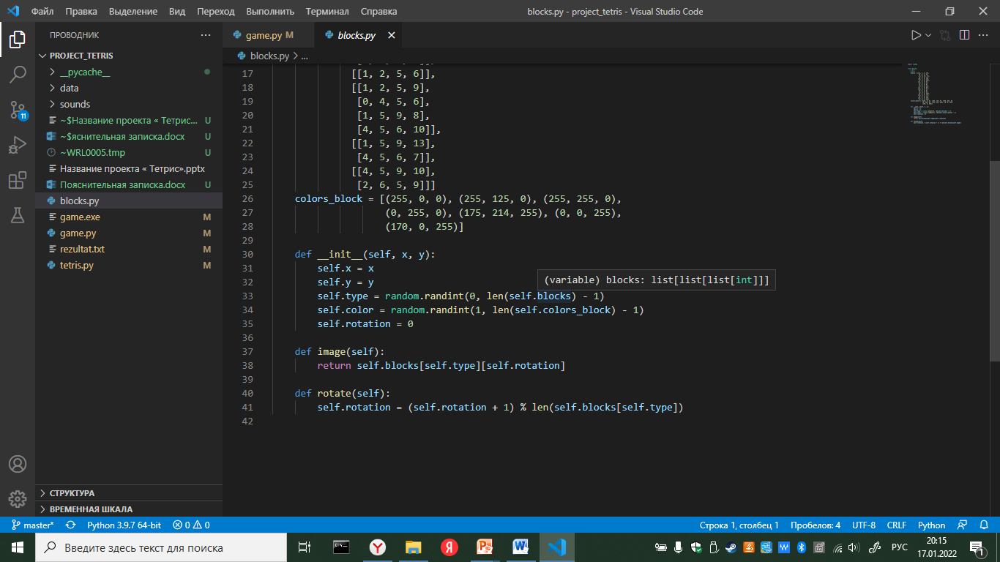 Файл Правка Выделение Вид Переход Выполнить Терминал Справка
blocks.py - project_tetris - Visual Studio Code
ПРОВОДНИК
PROJECT_TETRIS
__pycache__
data
sounds
~$Название проекта « Тетрис... U
~$яснительная записка.docx U
~WRL0005.tmp U
Название проекта « Тетрис».pptx
Пояснительная записка.docx U
blocks.py
game.exe M
game.py M
rezultat.txt M
tetris.py M
СТРУКТУРА
ВРЕМЕННАЯ ШКАЛА
11
game.py M
blocks.py
blocks.py > ...
17 [[1, 2, 5, 6]],
18 [[1, 2, 5, 9],
19 [0, 4, 5, 6],
20 [1, 5, 9, 8],
21 [4, 5, 6, 10]],
22 [[1, 5, 9, 13],
23 [4, 5, 6, 7]],
24 [[4, 5, 9, 10],
25 [2, 6, 5, 9]]]
26 colors_block = [(255, 0, 0), (255, 125, 0), (255, 255, 0),
27 (0, 255, 0), (175, 214, 255), (0, 0, 255),
28 (170, 0, 255)]
29
30 def __init__(self, x, y):
31 self.x = x
32 self.y = y
(variable) blocks: list[list[list[int]]]
33 self.type = random.randint(0, len(self.blocks) - 1)
34 self.color = random.randint(1, len(self.colors_block) - 1)
35 self.rotation = 0
36
37 def image(self):
38 return self.blocks[self.type][self.rotation]
39
40 def rotate(self):
41 self.rotation = (self.rotation + 1) % len(self.blocks[self.type])
42
master* Python 3.9.7 64-bit 0 0
Строка 1, столбец 1 Пробелов: 4 UTF-8 CRLF Python
Введите здесь текст для поиска
РУС
20:15
17.01.2022
1